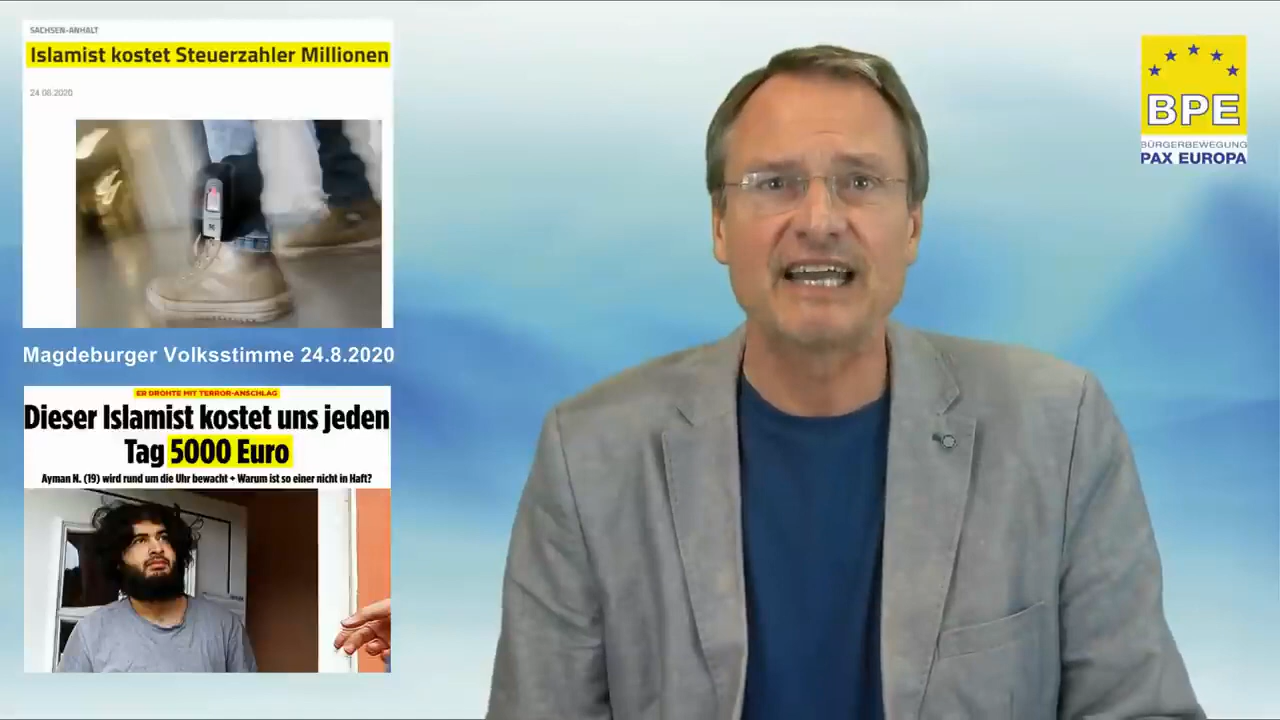 SACHSEN-ANHALT
Islamist kostet Steuerzahler Millionen
24.08.2020
Magdeburger Volksstimme 24.8.2020
ER DROHTE MIT TERROR-ANSCHLAG
Dieser Islamist kostet uns jeden
Tag 5000 Euro
Ayman N. (19) wird rund um die Uhr bewacht + Warum ist so einer nicht in Haft?
BPE
BÜRGERBEWEGUNG
PAX EUROPA